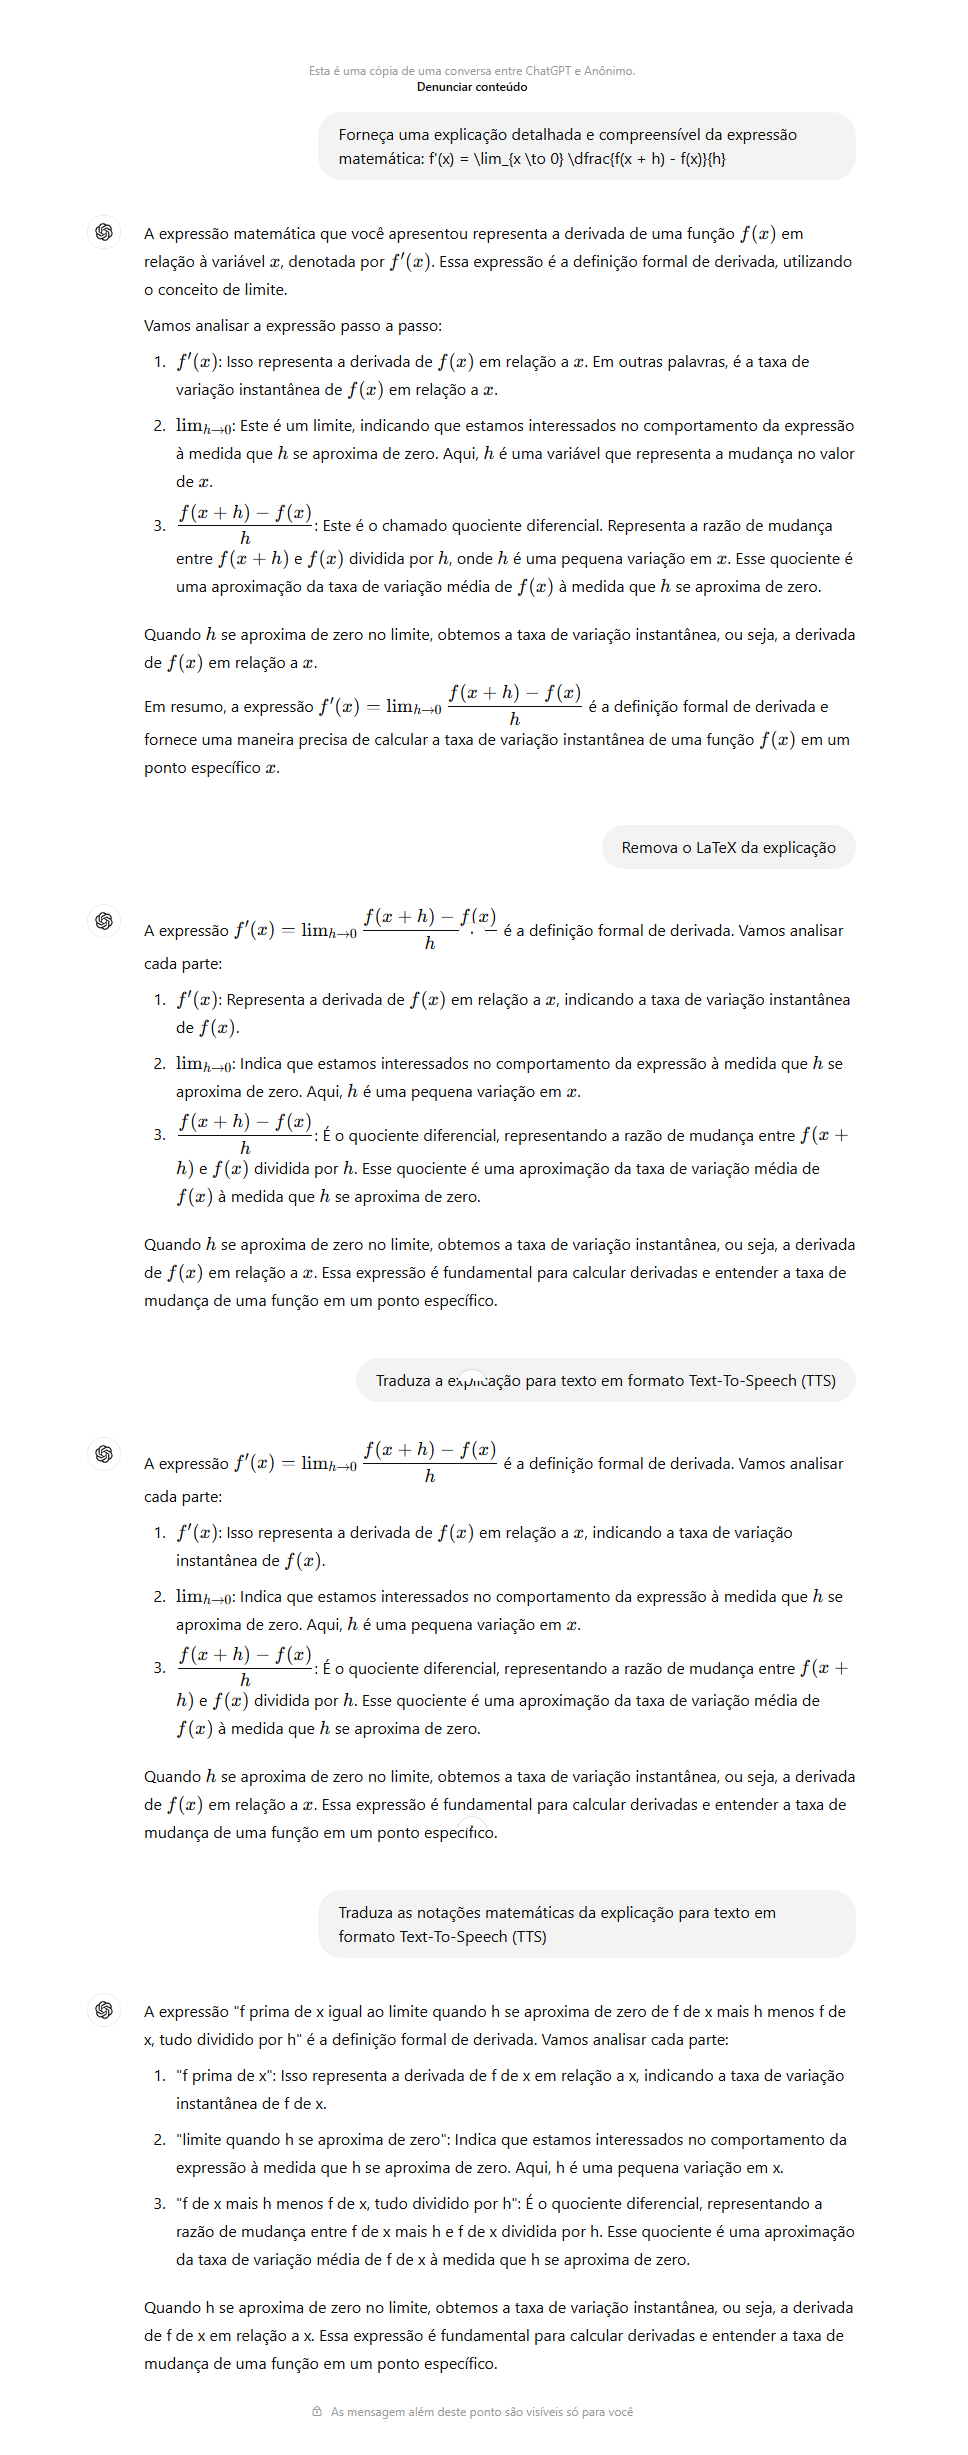 Esta é uma cópia de uma conversa entre ChatGPT e Anônimo.
Denunciar conteúdo
Forneça uma explicação detalhada e compreensível da expressão
matemática: f'(x) = \lim_{x \to 0} \dfrac{f(x + h) - f(x)}{h}
A expressão matemática que você apresentou representa a derivada de uma função f(x) em
relação à variável x, denotada por f′(x). Essa expressão é a definição formal de derivada, utilizando
o conceito de limite.
Vamos analisar a expressão passo a passo:
1. f′(x): Isso representa a derivada de f(x) em relação a x. Em outras palavras, é a taxa de
variação instantânea de f(x) em relação a x.
2. lim_{h→0}: Este é um limite, indicando que estamos interessados no comportamento da expressão
à medida que h se aproxima de zero. Aqui, h é uma variável que representa a mudança no valor
de x.
3. \dfrac{f(x + h) − f(x)}{h}: Este é o chamado quociente diferencial. Representa a razão de mudança
entre f(x + h) e f(x) dividida por h, onde h é uma pequena variação em x. Esse quociente é
uma aproximação da taxa de variação média de f(x) à medida que h se aproxima de zero.
Quando h se aproxima de zero no limite, obtemos a taxa de variação instantânea, ou seja, a derivada
de f(x) em relação a x.
Em resumo, a expressão f′(x) = lim_{h→0} \dfrac{f(x + h) − f(x)}{h} é a definição formal de derivada e
fornece uma maneira precisa de calcular a taxa de variação instantânea de uma função f(x) em um
ponto específico x.
Remova o LaTeX da explicação
A expressão f′(x) = lim_{h→0} \dfrac{f(x + h) − f(x)}{h} é a definição formal de derivada. Vamos analisar
cada parte:
1. f′(x): Representa a derivada de f(x) em relação a x, indicando a taxa de variação instantânea
de f(x).
2. lim_{h→0}: Indica que estamos interessados no comportamento da expressão à medida que h se
aproxima de zero. Aqui, h é uma pequena variação em x.
3. \dfrac{f(x + h) − f(x)}{h}: É o quociente diferencial, representando a razão de mudança entre f(x +
h) e f(x) dividida por h. Esse quociente é uma aproximação da taxa de variação média de
f(x) à medida que h se aproxima de zero.
Quando h se aproxima de zero no limite, obtemos a taxa de variação instantânea, ou seja, a derivada
de f(x) em relação a x. Essa expressão é fundamental para calcular derivadas e entender a taxa de
mudança de uma função em um ponto específico.
Traduza a explicação para texto em formato Text-To-Speech (TTS)
A expressão f′(x) = lim_{h→0} \dfrac{f(x + h) − f(x)}{h} é a definição formal de derivada. Vamos analisar
cada parte:
1. f′(x): Isso representa a derivada de f(x) em relação a x, indicando a taxa de variação
instantânea de f(x).
2. lim_{h→0}: Indica que estamos interessados no comportamento da expressão à medida que h se
aproxima de zero. Aqui, h é uma pequena variação em x.
3. \dfrac{f(x + h) − f(x)}{h}: É o quociente diferencial, representando a razão de mudança entre f(x +
h) e f(x) dividida por h. Esse quociente é uma aproximação da taxa de variação média de
f(x) à medida que h se aproxima de zero.
Quando h se aproxima de zero no limite, obtemos a taxa de variação instantânea, ou seja, a derivada
de f(x) em relação a x. Essa expressão é fundamental para calcular derivadas e entender a taxa de
mudança de uma função em um ponto específico.
Traduza as notações matemáticas da explicação para texto em
formato Text-To-Speech (TTS)
A expressão "f prima de x igual ao limite quando h se aproxima de zero de f de x mais h menos f de
x, tudo dividido por h" é a definição formal de derivada. Vamos analisar cada parte:
1. "f prima de x": Isso representa a derivada de f de x em relação a x, indicando a taxa de variação
instantânea de f de x.
2. "limite quando h se aproxima de zero": Indica que estamos interessados no comportamento da
expressão à medida que h se aproxima de zero. Aqui, h é uma pequena variação em x.
3. "f de x mais h menos f de x, tudo dividido por h": É o quociente diferencial, representando a
razão de mudança entre f de x mais h e f de x dividida por h. Esse quociente é uma aproximação
da taxa de variação média de f de x à medida que h se aproxima de zero.
Quando h se aproxima de zero no limite, obtemos a taxa de variação instantânea, ou seja, a derivada
de f de x em relação a x. Essa expressão é fundamental para calcular derivadas e entender a taxa de
mudança de uma função em um ponto específico.
As mensagem além deste ponto são visíveis só para você